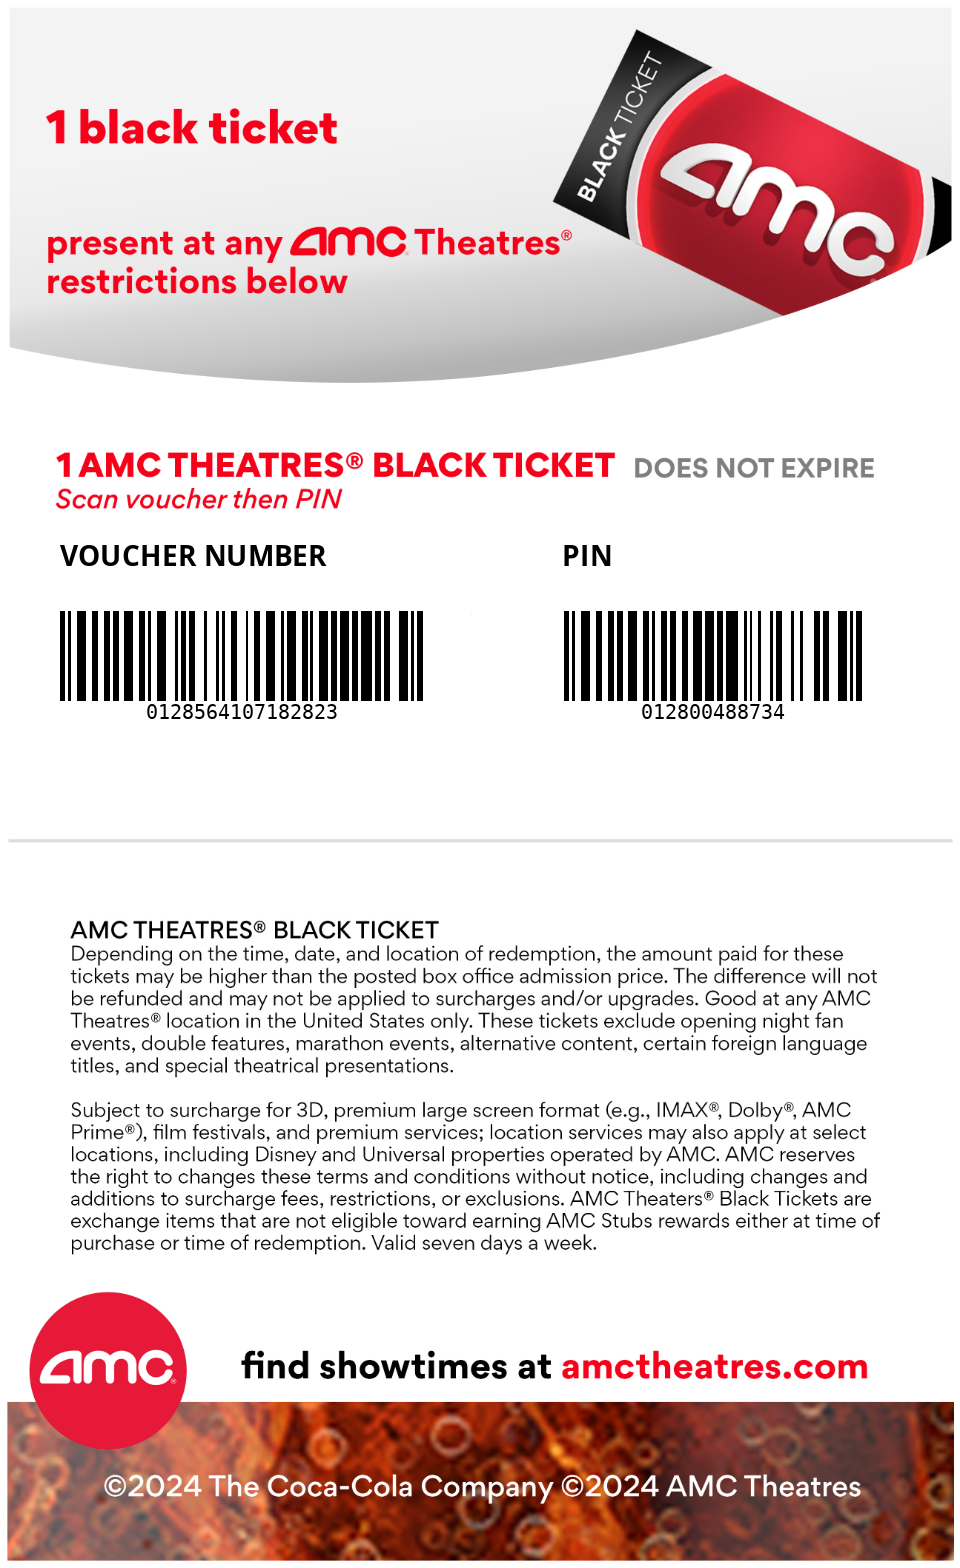 BLACK TICKET
amc
1 black ticket
present at any amc Theatres®
restrictions below
1 AMC THEATRES® BLACK TICKET DOES NOT EXPIRE
Scan voucher then PIN
VOUCHER NUMBER PIN
0128564107182823 012800488734
AMC THEATRES® BLACK TICKET
Depending on the time, date, and location of redemption, the amount paid for these
tickets may be higher than the posted box office admission price. The difference will not
be refunded and may not be applied to surcharges and/or upgrades. Good at any AMC
Theatres® location in the United States only. These tickets exclude opening night fan
events, double features, marathon events, alternative content, certain foreign language
titles, and special theatrical presentations.
Subject to surcharge for 3D, premium large screen format (e.g., IMAX®, Dolby®, AMC
Prime®), film festivals, and premium services; location services may also apply at select
locations, including Disney and Universal properties operated by AMC. AMC reserves
the right to changes these terms and conditions without notice, including changes and
additions to surcharge fees, restrictions, or exclusions. AMC Theaters® Black Tickets are
exchange items that are not eligible toward earning AMC Stubs rewards either at time of
purchase or time of redemption. Valid seven days a week.
amc®
find showtimes at amctheatres.com
©2024 The Coca-Cola Company ©2024 AMC Theatres